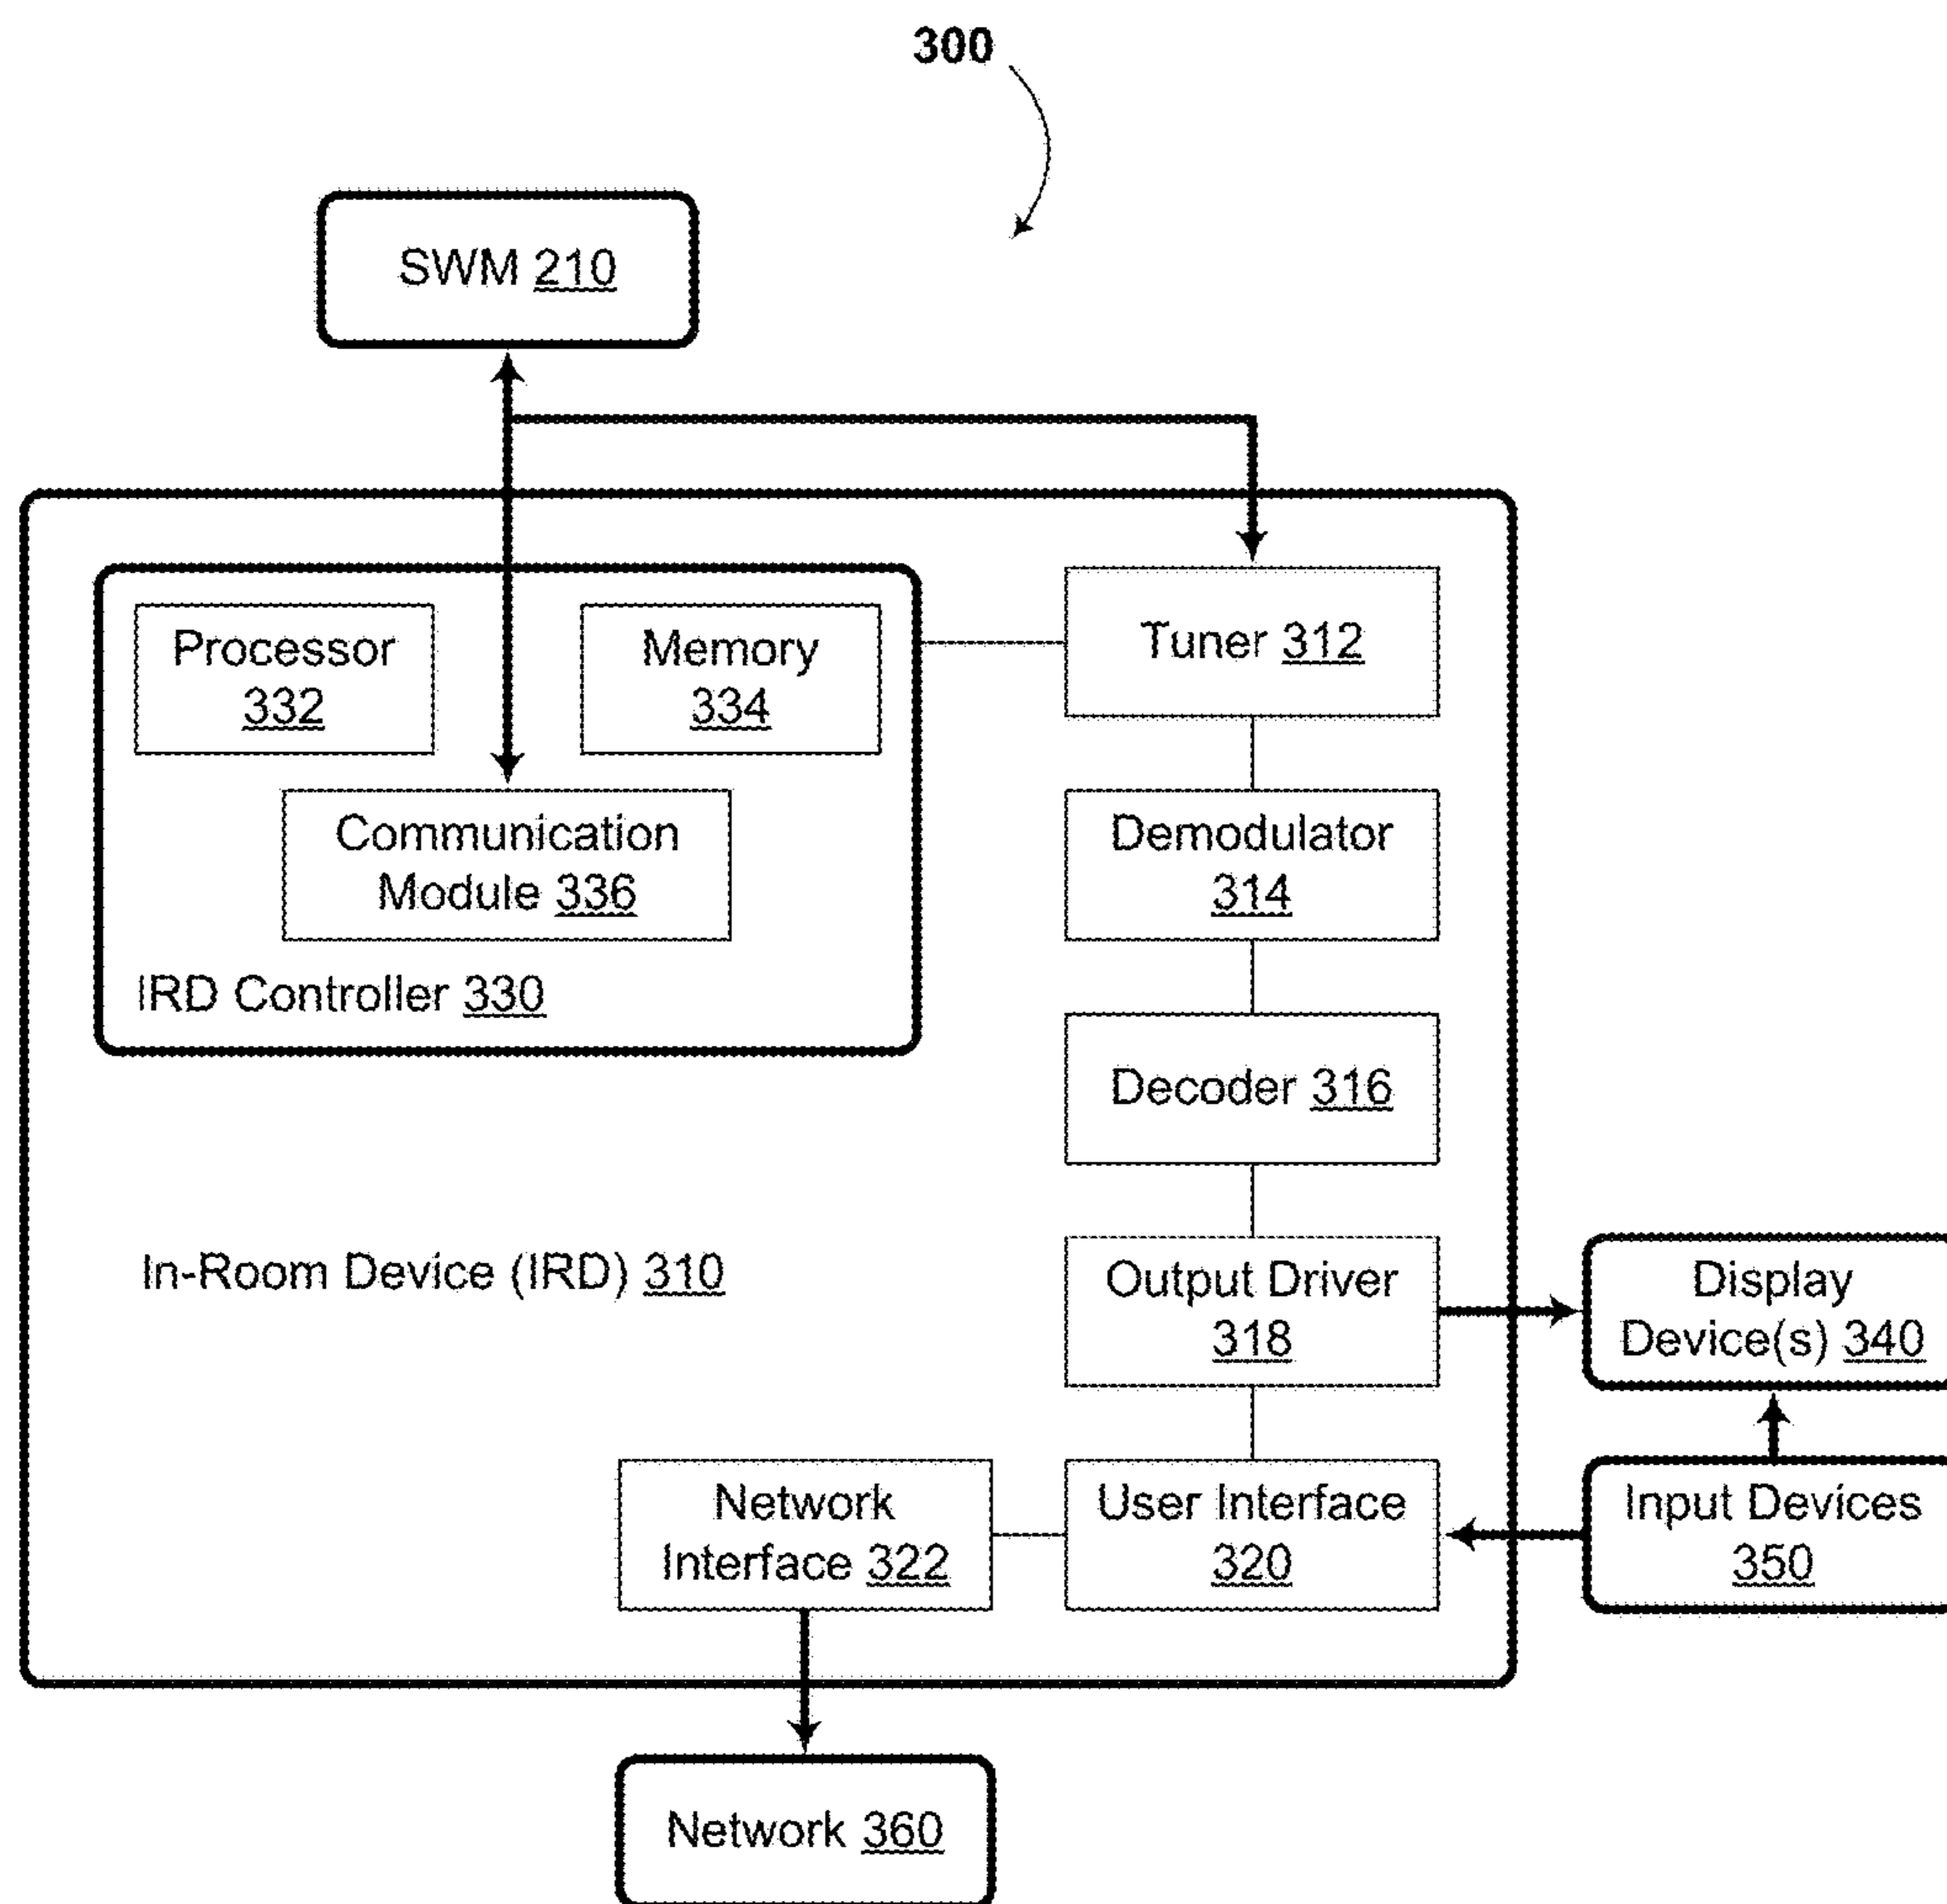 300
SWM 210
Processor
332
Memory
334
Tuner 312
Communication
Module 336
Demodulator
314
IRD Controller 330
Decoder 316
In-Room Device (IRD) 310
Output Driver
318
Display
Device(s) 340
Network
Interface 322
User Interface
320
Input Devices
350
Network 360